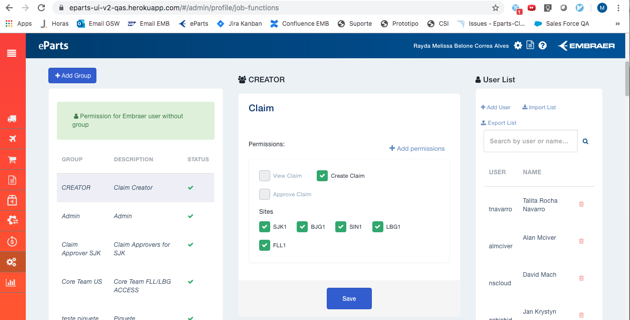 eparts-ui-v2-qas.herokuapp.com/#/admin/profile/job-functions
M
Apps
Horas
Email GSW
Email EMB
eParts
Jira Kanban
Confluence EMB
Suporte
Prototipo
CSI
Issues - Eparts-Cl...
Sales Force QA
»
eParts
Rayda Melissa Belone Correa Alves
EMBRAER
+ Add Group
Permission for Embraer user without
group
GROUP DESCRIPTION STATUS
CREATOR Claim Creator
Admin Admin
Claim Claim Approvers for
Approver SJK SJK
Core Team US Core Team FLL/LBG
ACCESS
teste piquete Piquete
CREATOR
Claim
Permissions:
+ Add permissions
View Claim Create Claim
Approve Claim
Sites
SJK1 BJG1 SIN1 LBG1
FLL1
Save
User List
+ Add User Import List
Export List
Search by user or name...
USER NAME
Talita Rocha
tnavarro Navarro
Alan Mciver
almciver
David Mach
nscloud
Jan Krystyn